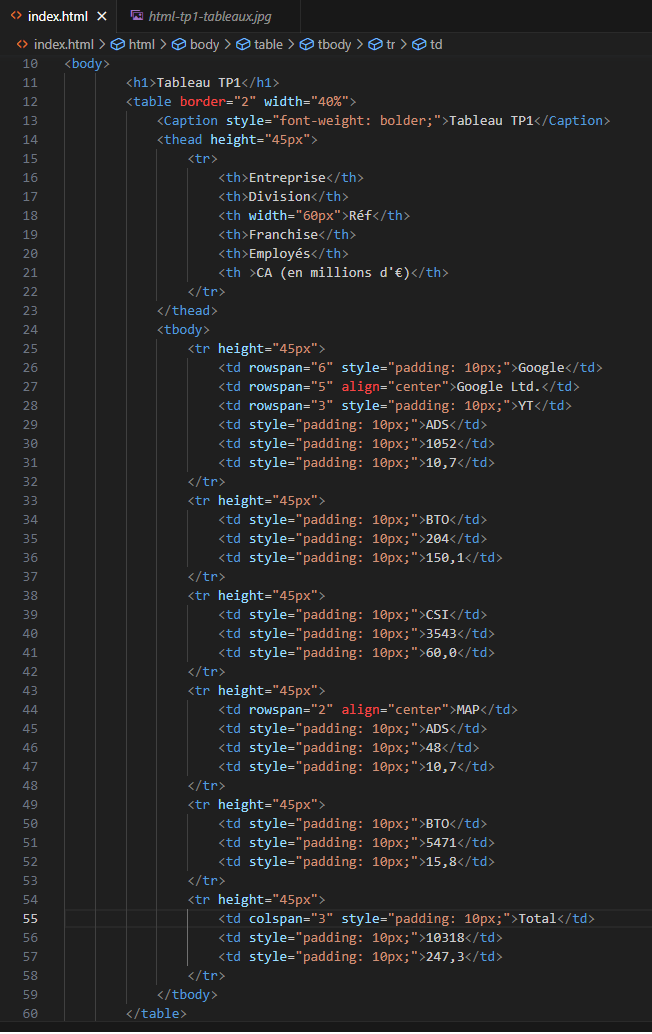 index.html × html-tp1-tableaux.jpg
index.html > html > body > table > tbody > tr > td
10 <body>
11 <h1>Tableau TP1</h1>
12 <table border="2" width="40%">
13 <Caption style="font-weight: bolder;">Tableau TP1</Caption>
14 <thead height="45px">
15 <tr>
16 <th>Entreprise</th>
17 <th>Division</th>
18 <th width="60px">Réf</th>
19 <th>Franchise</th>
20 <th>Employés</th>
21 <th >CA (en millions d'€)</th>
22 </tr>
23 </thead>
24 <tbody>
25 <tr height="45px">
26 <td rowspan="6" style="padding: 10px;">Google</td>
27 <td rowspan="5" align="center">Google Ltd.</td>
28 <td rowspan="3" style="padding: 10px;">YT</td>
29 <td style="padding: 10px;">ADS</td>
30 <td style="padding: 10px;">1052</td>
31 <td style="padding: 10px;">10,7</td>
32 </tr>
33 <tr height="45px">
34 <td style="padding: 10px;">BTO</td>
35 <td style="padding: 10px;">204</td>
36 <td style="padding: 10px;">150,1</td>
37 </tr>
38 <tr height="45px">
39 <td style="padding: 10px;">CSI</td>
40 <td style="padding: 10px;">3543</td>
41 <td style="padding: 10px;">60,0</td>
42 </tr>
43 <tr height="45px">
44 <td rowspan="2" align="center">MAP</td>
45 <td style="padding: 10px;">ADS</td>
46 <td style="padding: 10px;">48</td>
47 <td style="padding: 10px;">10,7</td>
48 </tr>
49 <tr height="45px">
50 <td style="padding: 10px;">BTO</td>
51 <td style="padding: 10px;">5471</td>
52 <td style="padding: 10px;">15,8</td>
53 </tr>
54 <tr height="45px">
55 <td colspan="3" style="padding: 10px;">Total</td>
56 <td style="padding: 10px;">10318</td>
57 <td style="padding: 10px;">247,3</td>
58 </tr>
59 </tbody>
60 </table>